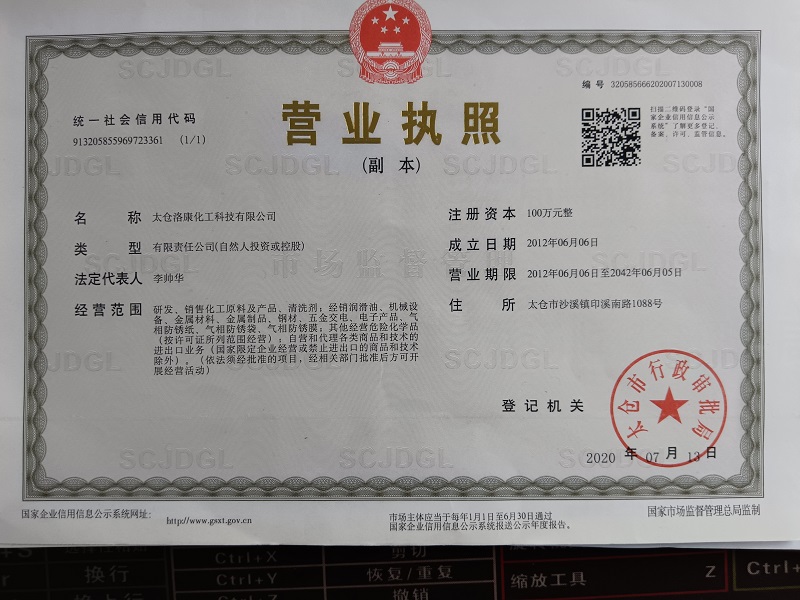 编 号 320585666202007130008
统一社会信用代码
913205855969723361 (1/1)
营业执照
(副 本)
扫描二维码登录“国
家企业信用信息公示
系统”了解更多登记、
备案、许可、监管信息。
名 称 太仓洛康化工科技有限公司
类 型 有限责任公司(自然人投资或控股)
法定代表人 李帅华
经营范围 研发、销售化工原料及产品、清洗剂；经销润滑油、机械设
备、金属材料、金属制品、钢材、五金交电、电子产品、气
相防锈纸、气相防锈袋、气相防锈膜；其他经营危险化学品
（按许可证所列范围经营）；自营和代理各类商品和技术的
进出口业务（国家限定企业经营或禁止进出口的商品和技术
除外）。（依法须经批准的项目，经相关部门批准后方可开
展经营活动）
注册资本 100万元整
成立日期 2012年06月06日
营业期限 2012年06月06日至2042年06月05日
住 所 太仓市沙溪镇印溪南路1088号
登记机关
太仓市行政审批局
2020 年 07 月 13 日
SCJDGL
市场监督管理
国家企业信用信息公示系统网址：
http://www.gsxt.gov.cn
市场主体应当于每年1月1日至6月30日通过
国家企业信用信息公示系统报送公示年度报告。
国家市场监督管理总局监制
Ctrl+X 剪切
换行 Ctrl+Y 恢复/重复
Ctrl+Z 撤销
缩放工具 Z Ctrl+